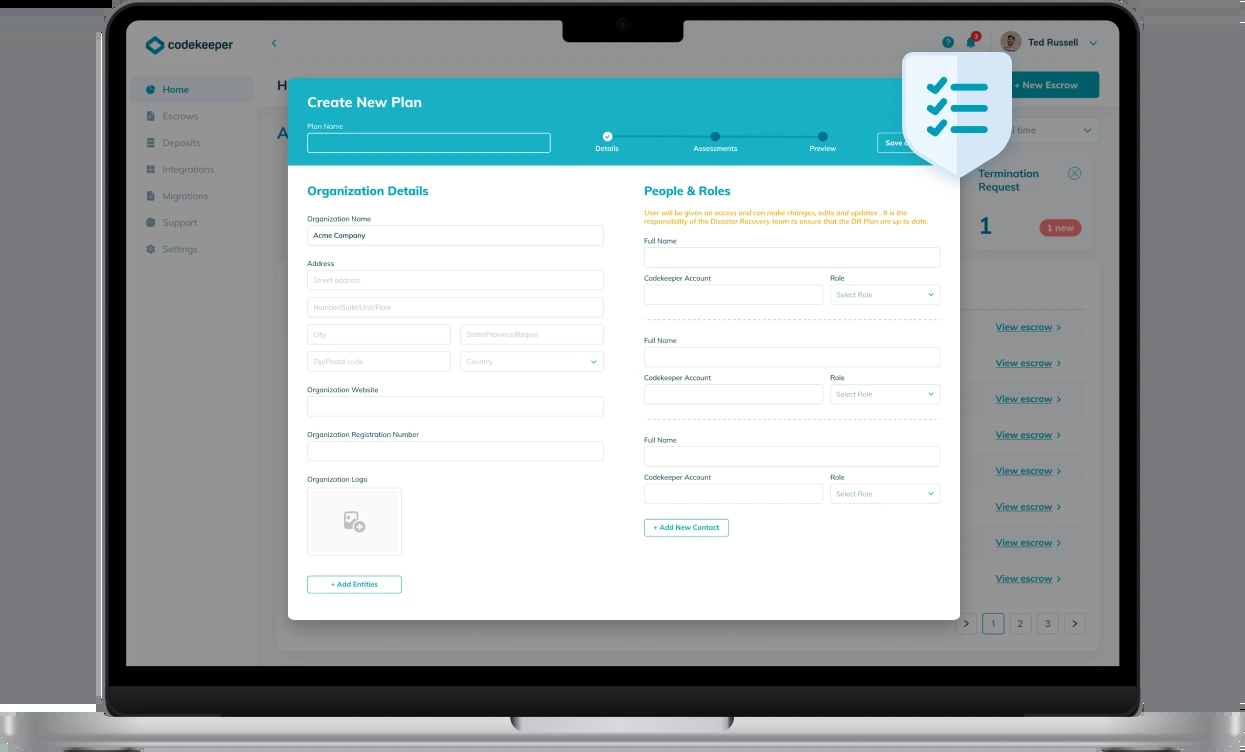 codekeeper
3
Ted Russell
Home
Escrows
Deposits
Integrations
Migrations
Support
Settings
+ New Escrow
time
Termination
Request
1
1 new
Create New Plan
Plan Name
Details
Assessments
Preview
Save
Organization Details
Organization Name
Acme Company
Address
Street address
Number/Suite/Unit/Floor
City
State/Province/Region
Zip/Postal code
Country
Organization Website
Organization Registration Number
Organization Logo
+ Add Entities
People & Roles
User will be given an access and can make changes, edits and updates . It is the
responsibility of the Disaster Recovery team to ensure that the DR Plan are up to date.
Full Name
Codekeeper Account
Role
Select Role
Full Name
Codekeeper Account
Role
Select Role
Full Name
Codekeeper Account
Role
Select Role
+ Add New Contact
View escrow
View escrow
View escrow
View escrow
View escrow
View escrow
View escrow
View escrow
1 2 3